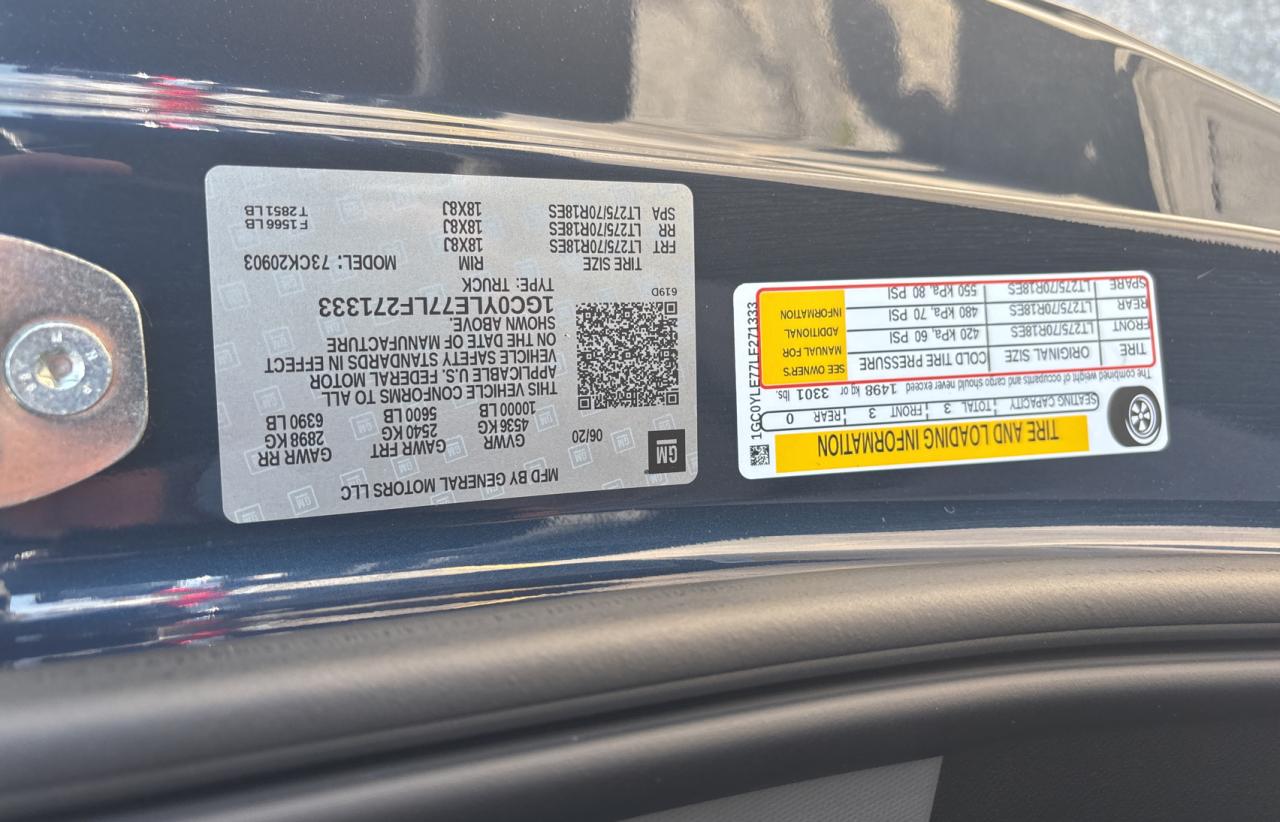 MFD BY GENERAL MOTORS LLC
GM
06/20
GVWR
4536 KG
10000 LB
GAWR FRT
2540 KG
5600 LB
GAWR RR
2898 KG
6390 LB
THIS VEHICLE CONFORMS TO ALL
APPLICABLE U.S. FEDERAL MOTOR
VEHICLE SAFETY STANDARDS IN EFFECT
ON THE DATE OF MANUFACTURE
SHOWN ABOVE.
1GC0YLE77LF271333
619D
TYPE: TRUCK
TIRE SIZE RIM MODEL: 73CK20903
FRT LT275/70R18ES 18X8J
RR LT275/70R18ES 18X8J F 1566 LB
SPA LT275/70R18ES 18X8J T 2851 LB
TIRE AND LOADING INFORMATION
SEATING CAPACITY TOTAL 3 FRONT 3 REAR 0
The combined weight of occupants and cargo should never exceed 1498 kg or 3301 lbs.
TIRE ORIGINAL SIZE COLD TIRE PRESSURE
FRONT LT275/70R18ES 420 kPa, 60 PSI
REAR LT275/70R18ES 480 kPa, 70 PSI
SPARE LT275/70R18ES 550 kPa, 80 PSI
SEE OWNER'S
MANUAL FOR
ADDITIONAL
INFORMATION
1GC0YLE77LF271333